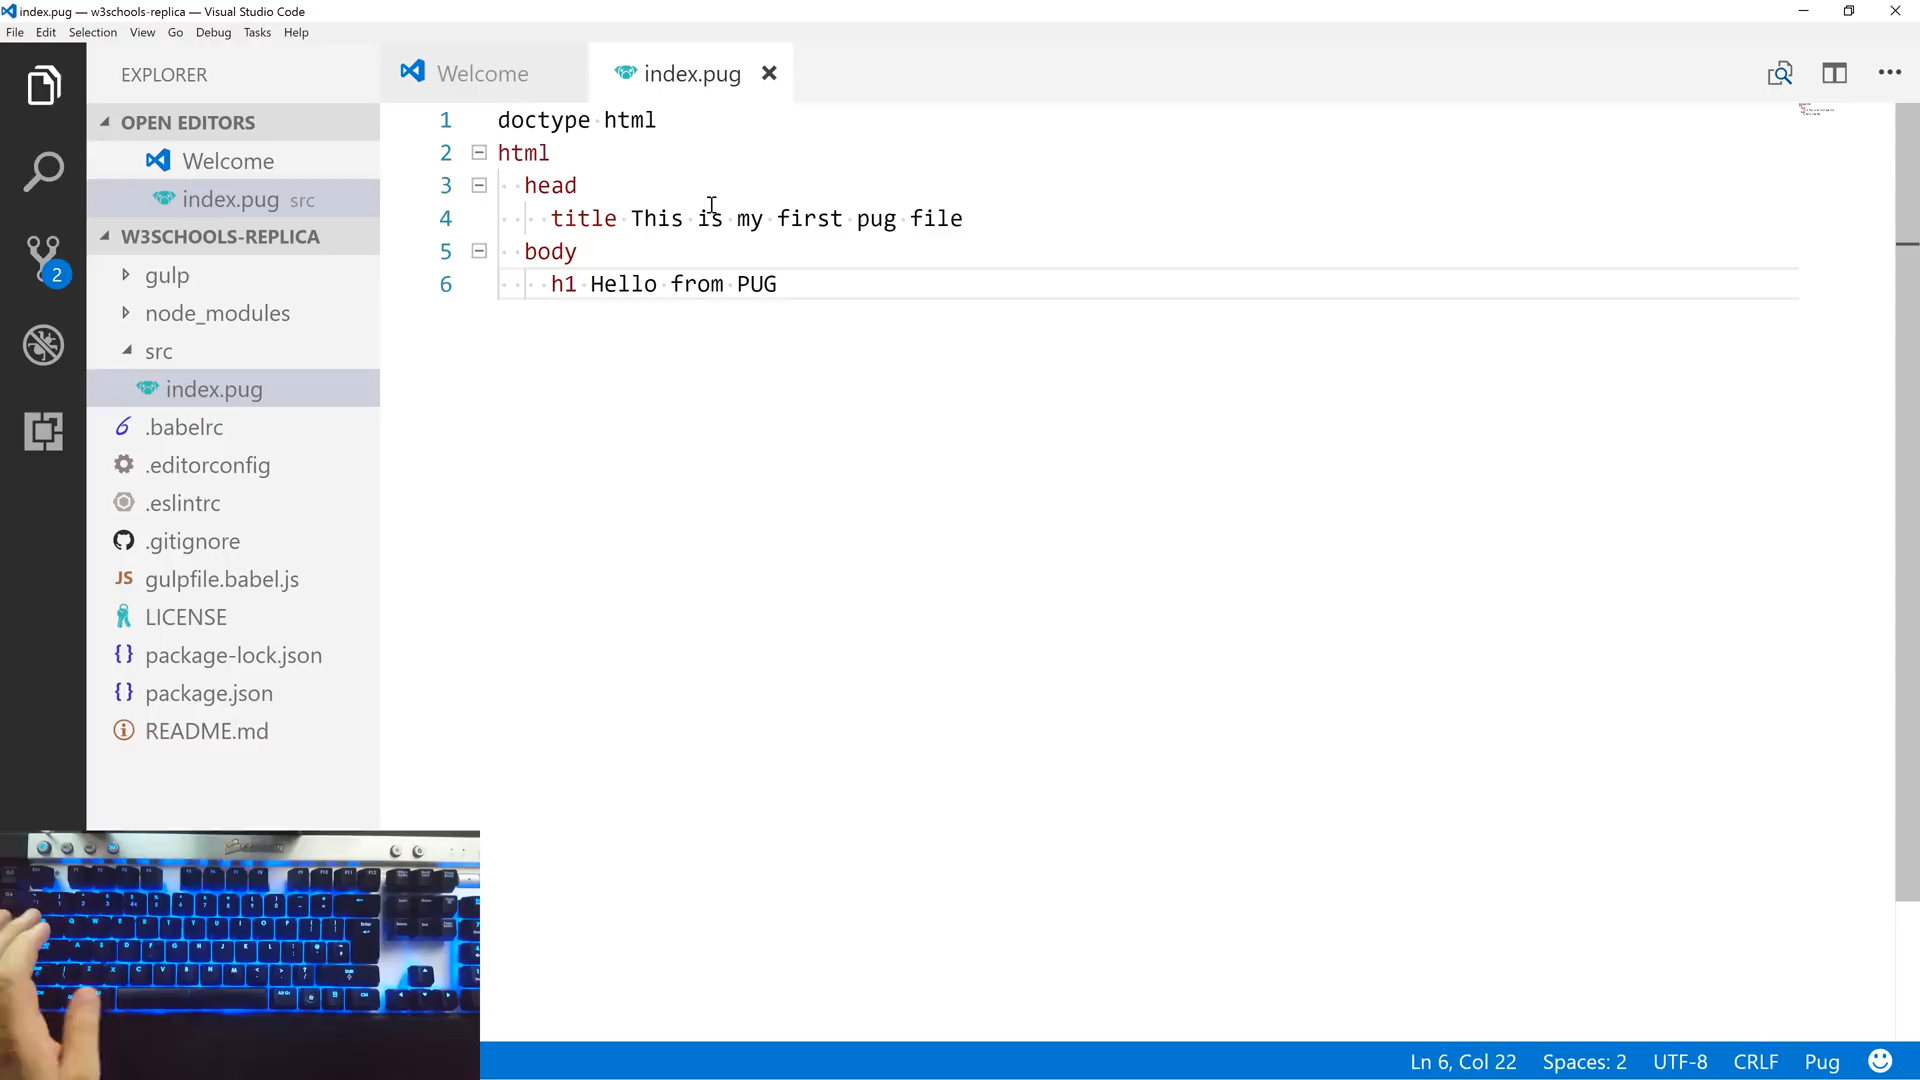 index.pug — w3schools-replica — Visual Studio Code
File Edit Selection View Go Debug Tasks Help
EXPLORER
OPEN EDITORS
Welcome
index.pug src
W3SCHOOLS-REPLICA
gulp
node_modules
src
index.pug
.babelrc
.editorconfig
.eslintrc
.gitignore
JS gulpfile.babel.js
LICENSE
{} package-lock.json
{} package.json
README.md
2
Welcome
index.pug
1 doctype html
2 html
3 head
4 title This is my first pug file
5 body
6 h1 Hello from PUG
Ln 6, Col 22 Spaces: 2 UTF-8 CRLF Pug